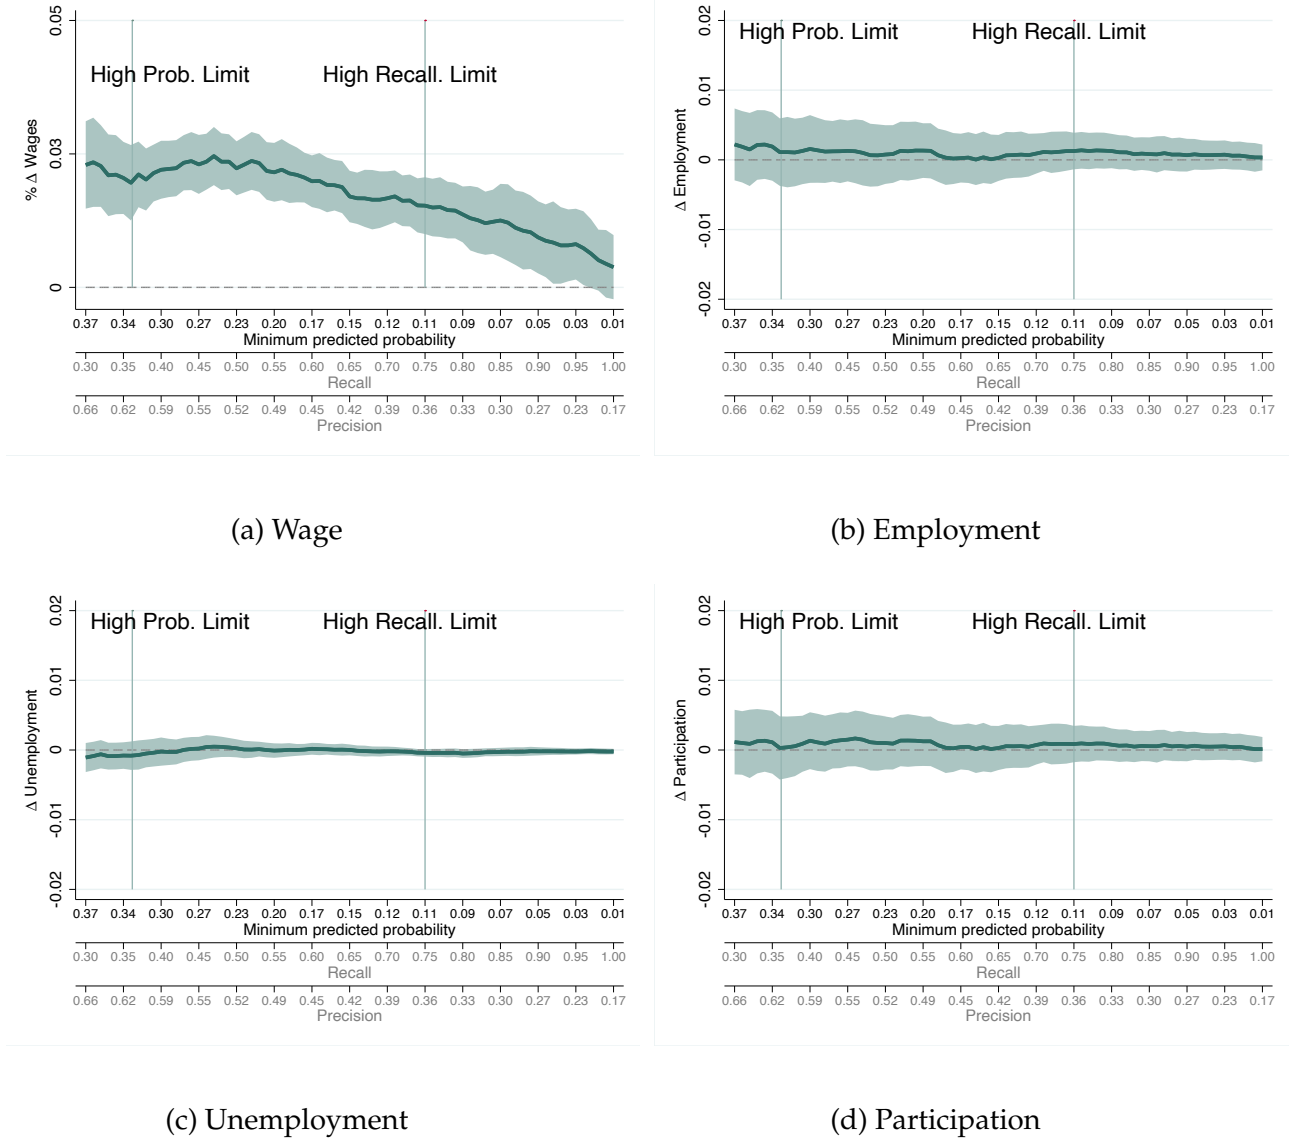 0.05
0.03
0
% Δ Wages
High Prob. Limit
High Recall. Limit
0.37 0.34 0.30 0.27 0.23 0.20 0.17 0.15 0.12 0.11 0.09 0.07 0.05 0.03 0.01
Minimum predicted probability
0.30 0.35 0.40 0.45 0.50 0.55 0.60 0.65 0.70 0.75 0.80 0.85 0.90 0.95 1.00
Recall
0.66 0.62 0.59 0.55 0.52 0.49 0.45 0.42 0.39 0.36 0.33 0.30 0.27 0.23 0.17
Precision
(a) Wage
0.02
0.01
0
-0.01
-0.02
Δ Employment
High Prob. Limit
High Recall. Limit
0.37 0.34 0.30 0.27 0.23 0.20 0.17 0.15 0.12 0.11 0.09 0.07 0.05 0.03 0.01
Minimum predicted probability
0.30 0.35 0.40 0.45 0.50 0.55 0.60 0.65 0.70 0.75 0.80 0.85 0.90 0.95 1.00
Recall
0.66 0.62 0.59 0.55 0.52 0.49 0.45 0.42 0.39 0.36 0.33 0.30 0.27 0.23 0.17
Precision
(b) Employment
0.02
0.01
0
-0.01
-0.02
Δ Unemployment
High Prob. Limit
High Recall. Limit
0.37 0.34 0.30 0.27 0.23 0.20 0.17 0.15 0.12 0.11 0.09 0.07 0.05 0.03 0.01
Minimum predicted probability
0.30 0.35 0.40 0.45 0.50 0.55 0.60 0.65 0.70 0.75 0.80 0.85 0.90 0.95 1.00
Recall
0.66 0.62 0.59 0.55 0.52 0.49 0.45 0.42 0.39 0.36 0.33 0.30 0.27 0.23 0.17
Precision
(c) Unemployment
0.02
0.01
0
-0.01
-0.02
Δ Participation
High Prob. Limit
High Recall. Limit
0.37 0.34 0.30 0.27 0.23 0.20 0.17 0.15 0.12 0.11 0.09 0.07 0.05 0.03 0.01
Minimum predicted probability
0.30 0.35 0.40 0.45 0.50 0.55 0.60 0.65 0.70 0.75 0.80 0.85 0.90 0.95 1.00
Recall
0.66 0.62 0.59 0.55 0.52 0.49 0.45 0.42 0.39 0.36 0.33 0.30 0.27 0.23 0.17
Precision
(d) Participation